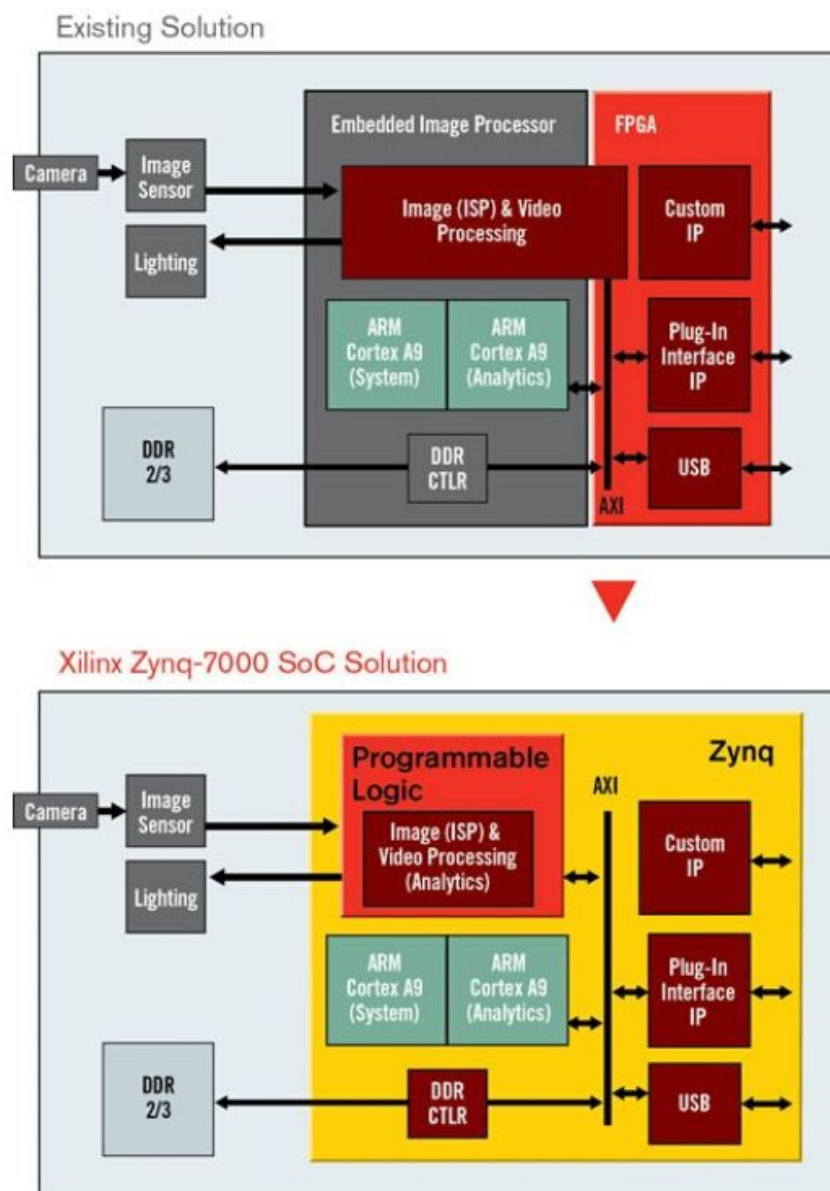 Existing Solution
Embedded Image Processor
FPGA
Camera
Image
Sensor
Lighting
Image (ISP) & Video
Processing
Custom
IP
ARM
Cortex A9
(System)
ARM
Cortex A9
(Analytics)
Plug-In
Interface
IP
DDR
2/3
DDR
CTLR
USB
AXI
Xilinx Zynq-7000 SoC Solution
Programmable
Logic
Zynq
AXI
Camera
Image
Sensor
Lighting
Image (ISP) &
Video Processing
(Analytics)
Custom
IP
ARM
Cortex A9
(System)
ARM
Cortex A9
(Analytics)
Plug-In
Interface
IP
DDR
2/3
DDR
CTLR
USB